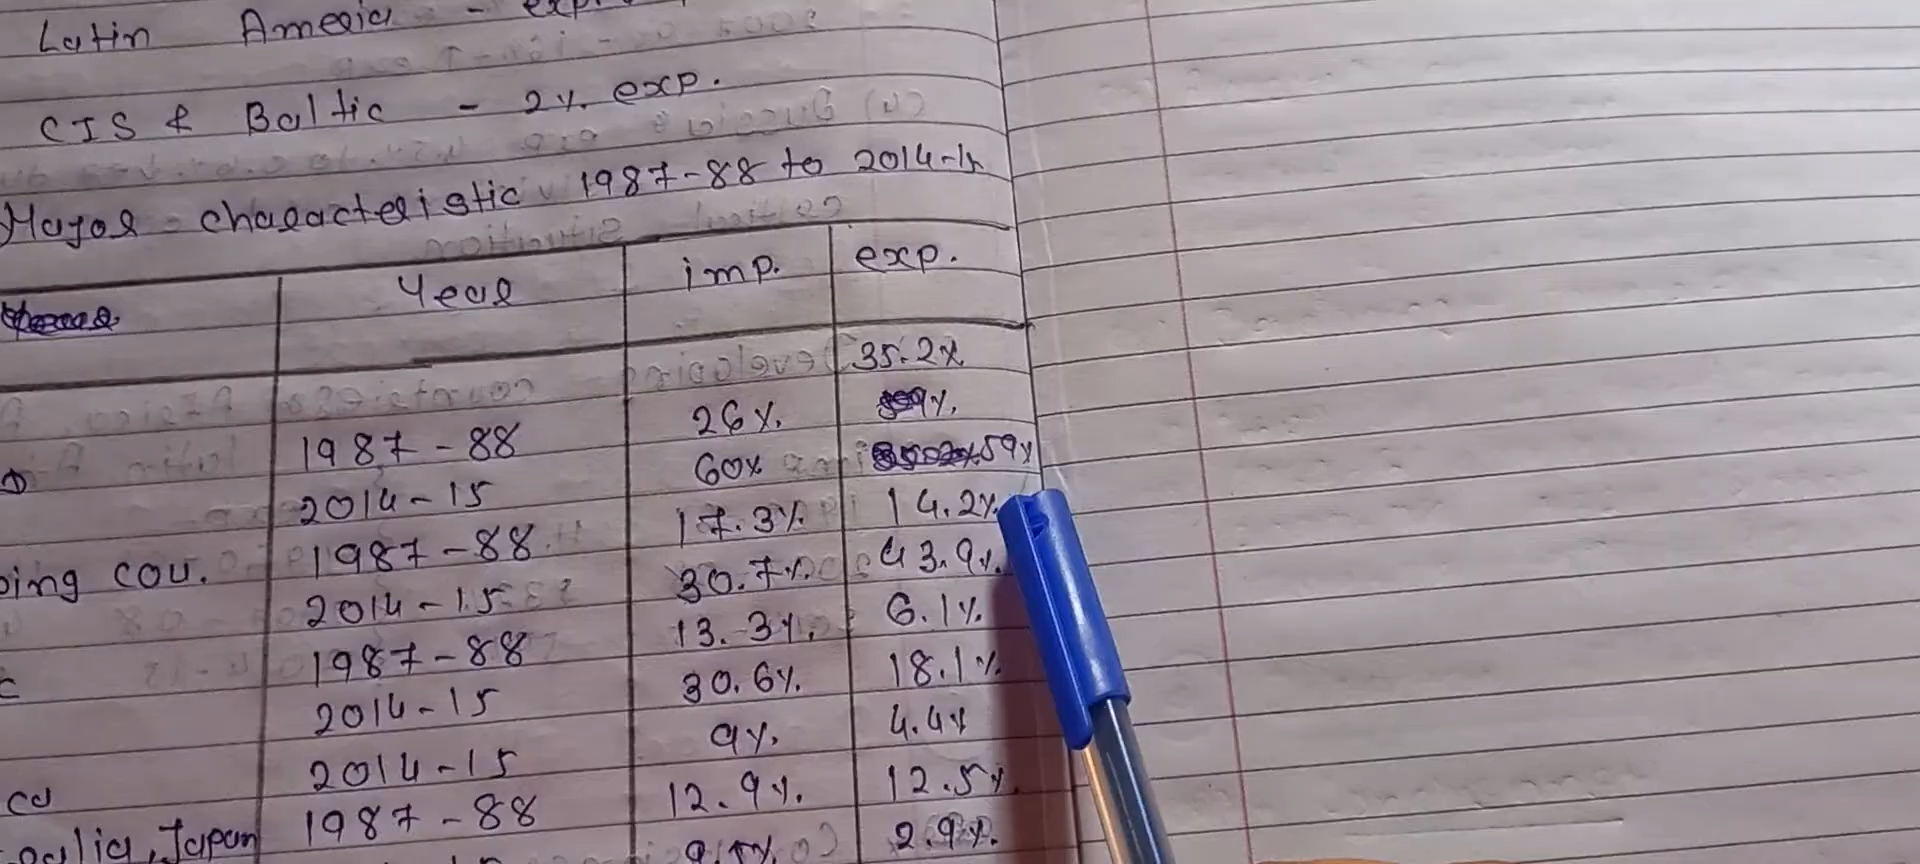 Latin America - exp
CIS & Baltic - 2%. exp.
Major characteristic 1987-88 to 2014-15
Year imp. exp.
35.2%
1987-88 26%.
2014-15 60% 59%
1987-88 17.3% 14.2%
ping cou. 2014-15 30.7%. 43.9%.
1987-88 13.3%. 6.1%
2014-15 30.6%. 18.1%
2014-15 9%. 4.4%
cd 1987-88 12.9%. 12.5%
ralia, Japan 2.9%.